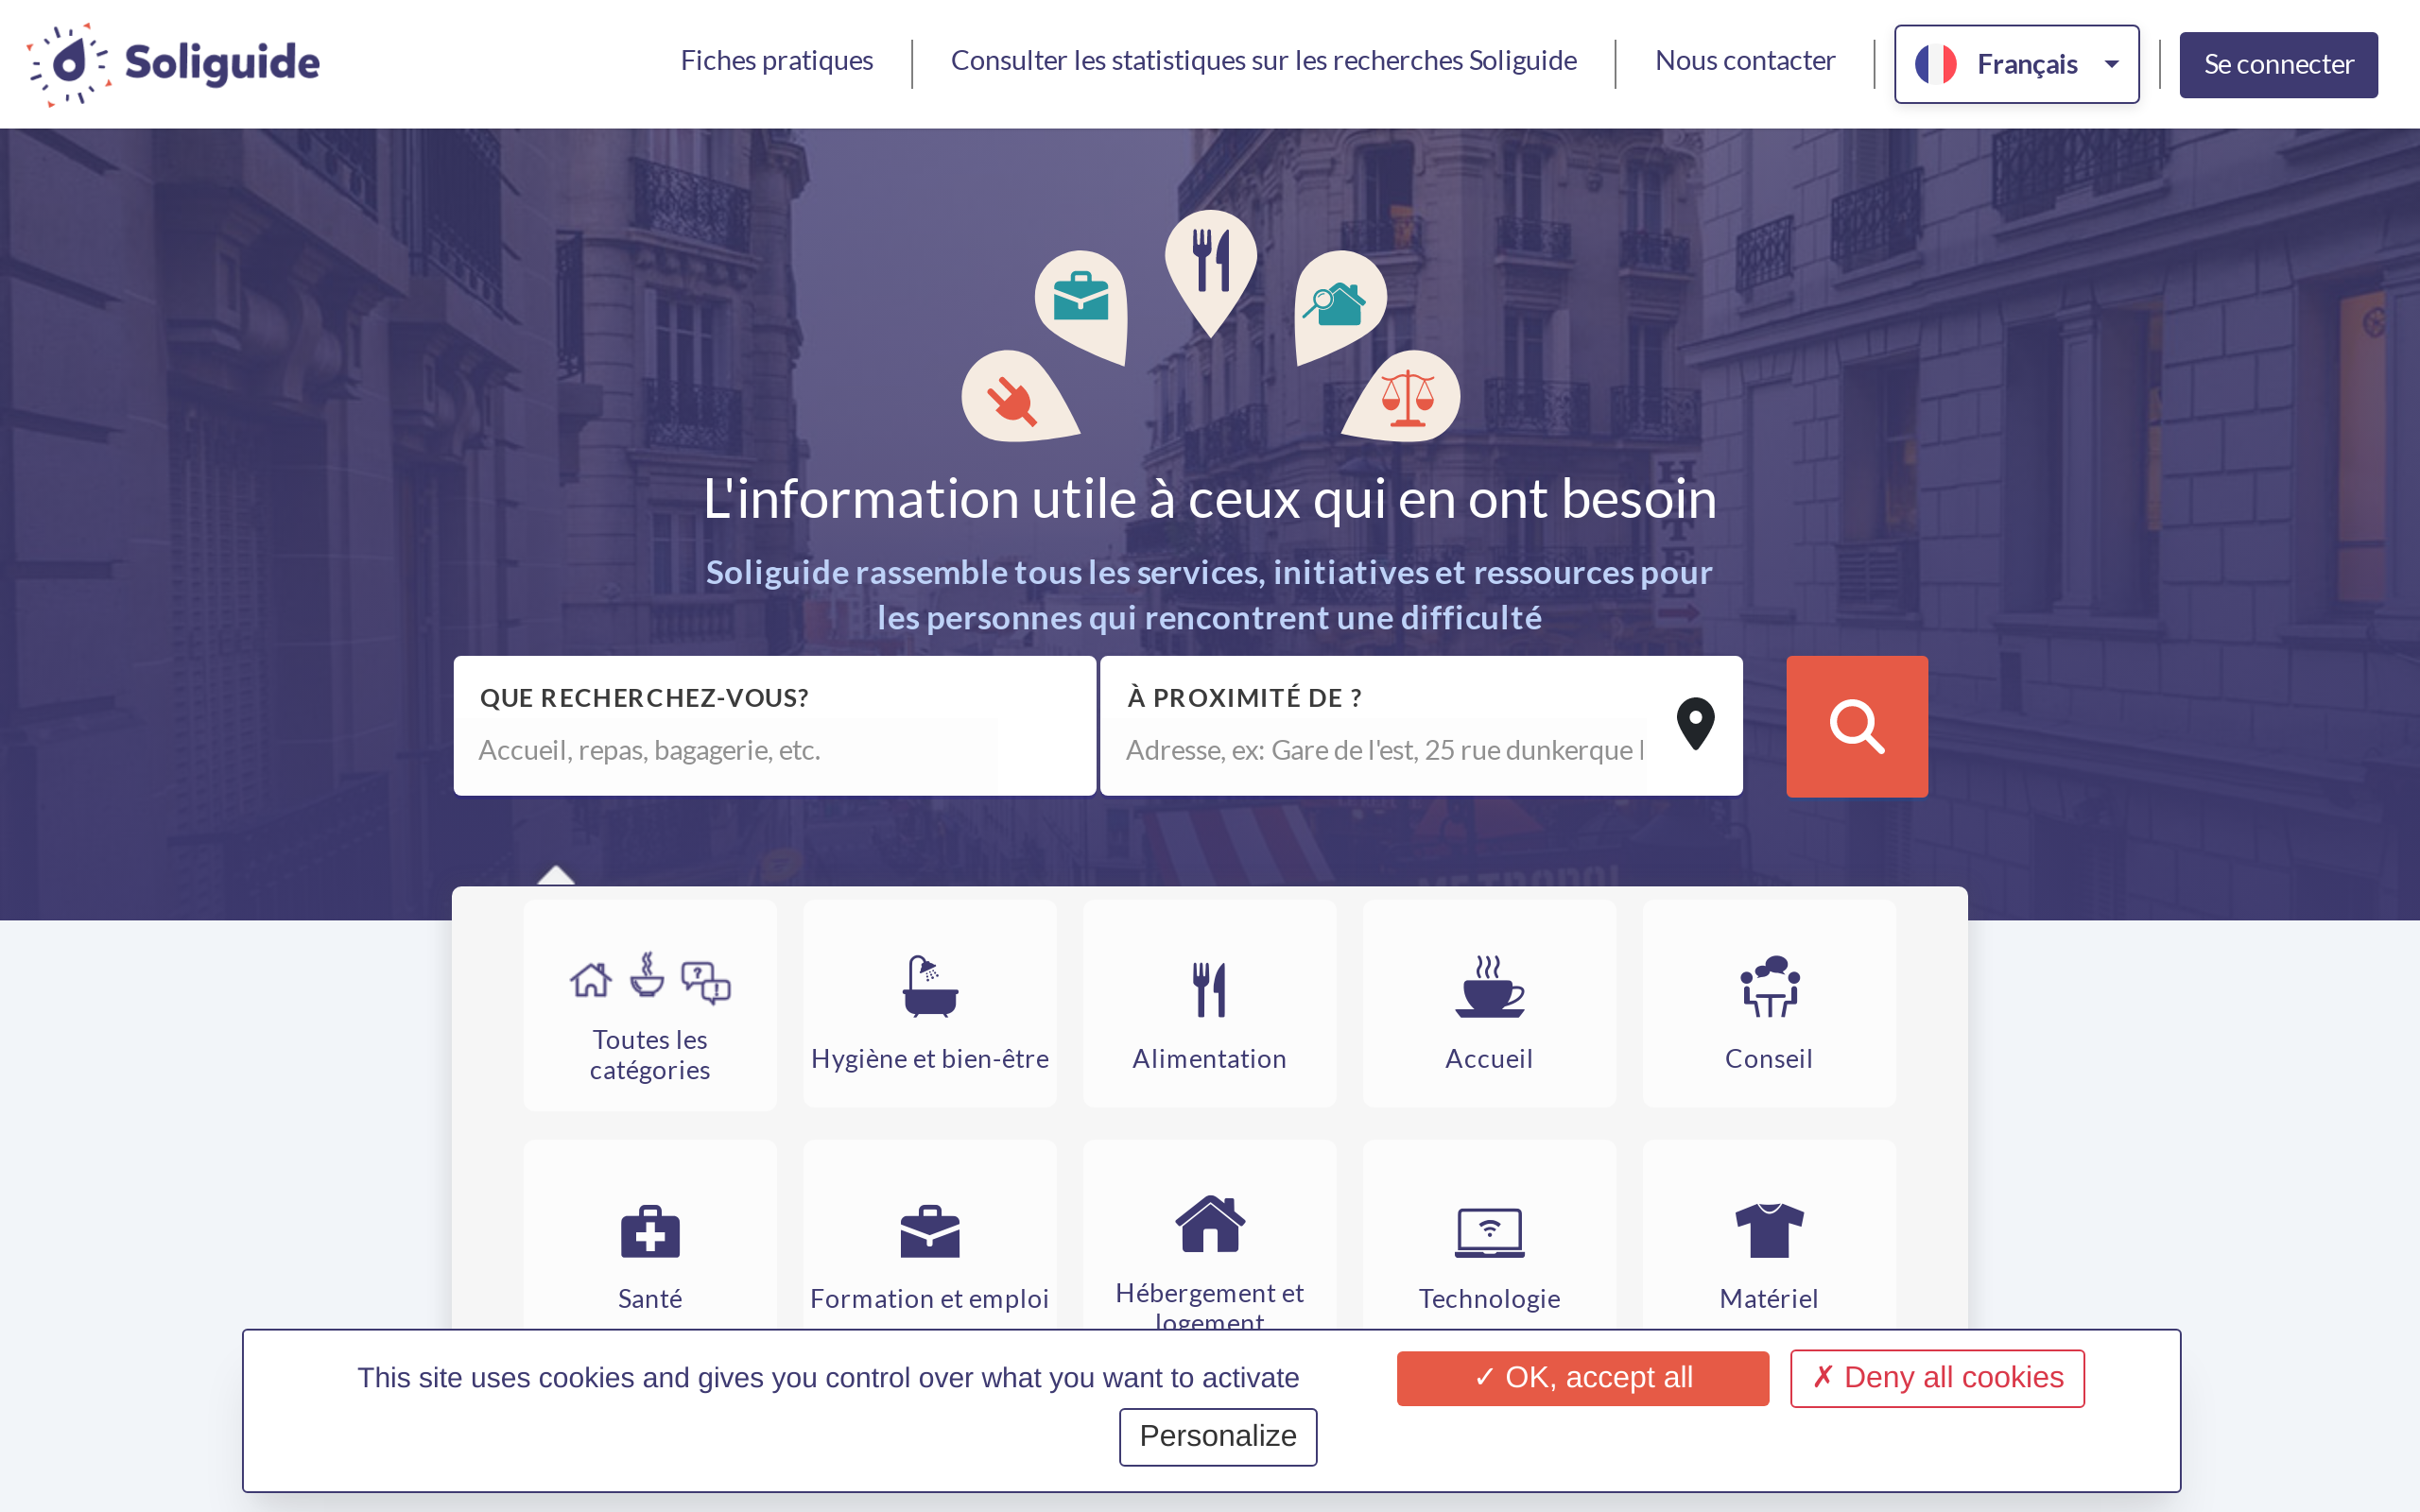 Soliguide
Fiches pratiques
Consulter les statistiques sur les recherches Soliguide
Nous contacter
Français
Se connecter
L'information utile à ceux qui en ont besoin
Soliguide rassemble tous les services, initiatives et ressources pour
les personnes qui rencontrent une difficulté
QUE RECHERCHEZ-VOUS?
Accueil, repas, bagagerie, etc.
À PROXIMITÉ DE ?
Adresse, ex: Gare de l'est, 25 rue dunkerque
Toutes les
catégories
Hygiène et bien-être
Alimentation
Accueil
Conseil
Santé
Formation et emploi
Hébergement et
logement
Technologie
Matériel
This site uses cookies and gives you control over what you want to activate
✓ OK, accept all
✗ Deny all cookies
Personalize